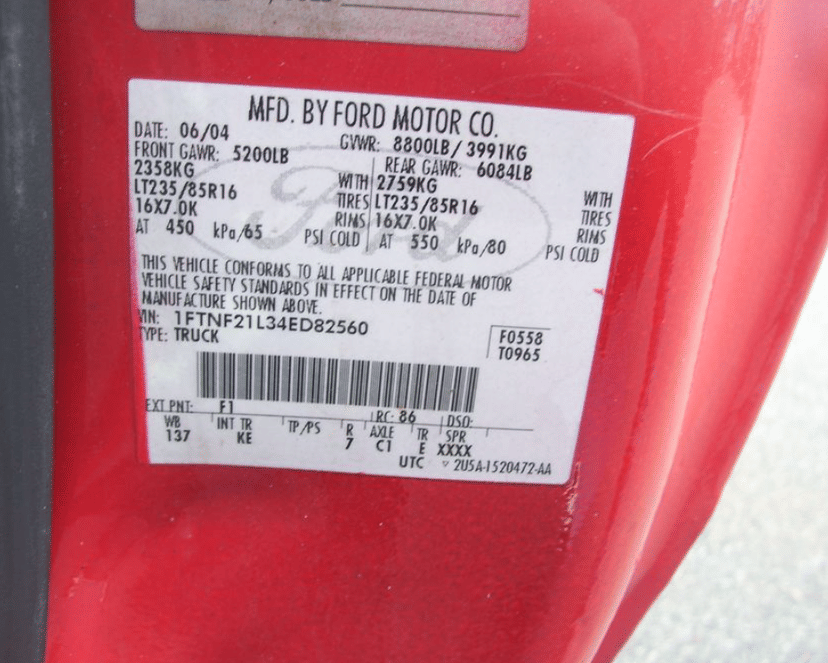 MFD. BY FORD MOTOR CO.
DATE: 06/04 GVWR: 8800LB/3991KG
FRONT GAWR: 5200LB REAR GAWR: 6084LB
2358KG WITH 2759KG WITH
LT235/85R16 TIRES LT235/85R16 TIRES
16X7.0K RIMS 16X7.0K RIMS
AT 450 kPa/65 PSI COLD AT 550 kPa/80 PSI COLD
THIS VEHICLE CONFORMS TO ALL APPLICABLE FEDERAL MOTOR
VEHICLE SAFETY STANDARDS IN EFFECT ON THE DATE OF
MANUFACTURE SHOWN ABOVE.
VIN: 1FTNF21L34ED82560 F0558
TYPE: TRUCK T0965
EXT PNT: F1 RC: 86 DSO:
WB INT TR TP/PS R AXLE TR SPR
137 KE 7 C1 E XXXX
UTC ▽ 2U5A-1520472-AA
Ford